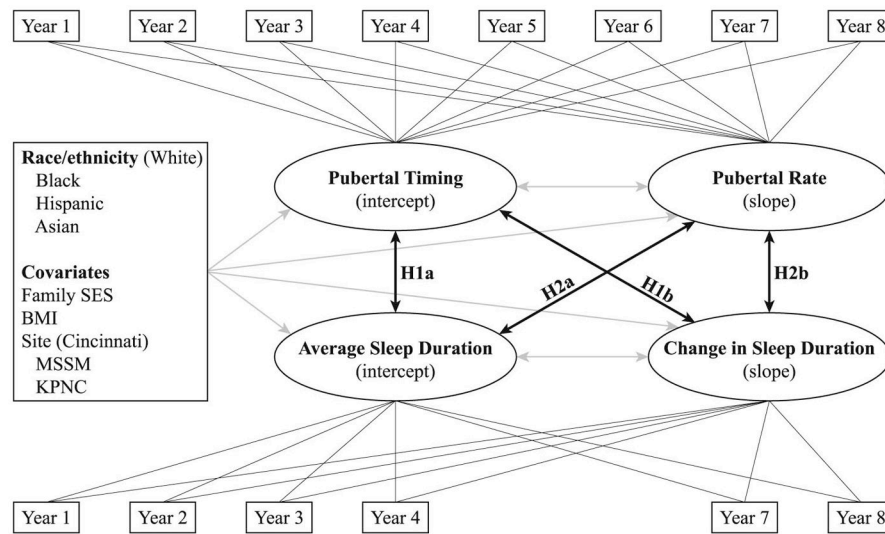 Year 1
Year 2
Year 3
Year 4
Year 5
Year 6
Year 7
Year 8
Race/ethnicity (White)
Black
Hispanic
Asian
Covariates
Family SES
BMI
Site (Cincinnati)
MSSM
KPNC
Pubertal Timing
(intercept)
Pubertal Rate
(slope)
H1a
H2a
H1b
H2b
Average Sleep Duration
(intercept)
Change in Sleep Duration
(slope)
Year 1
Year 2
Year 3
Year 4
Year 7
Year 8